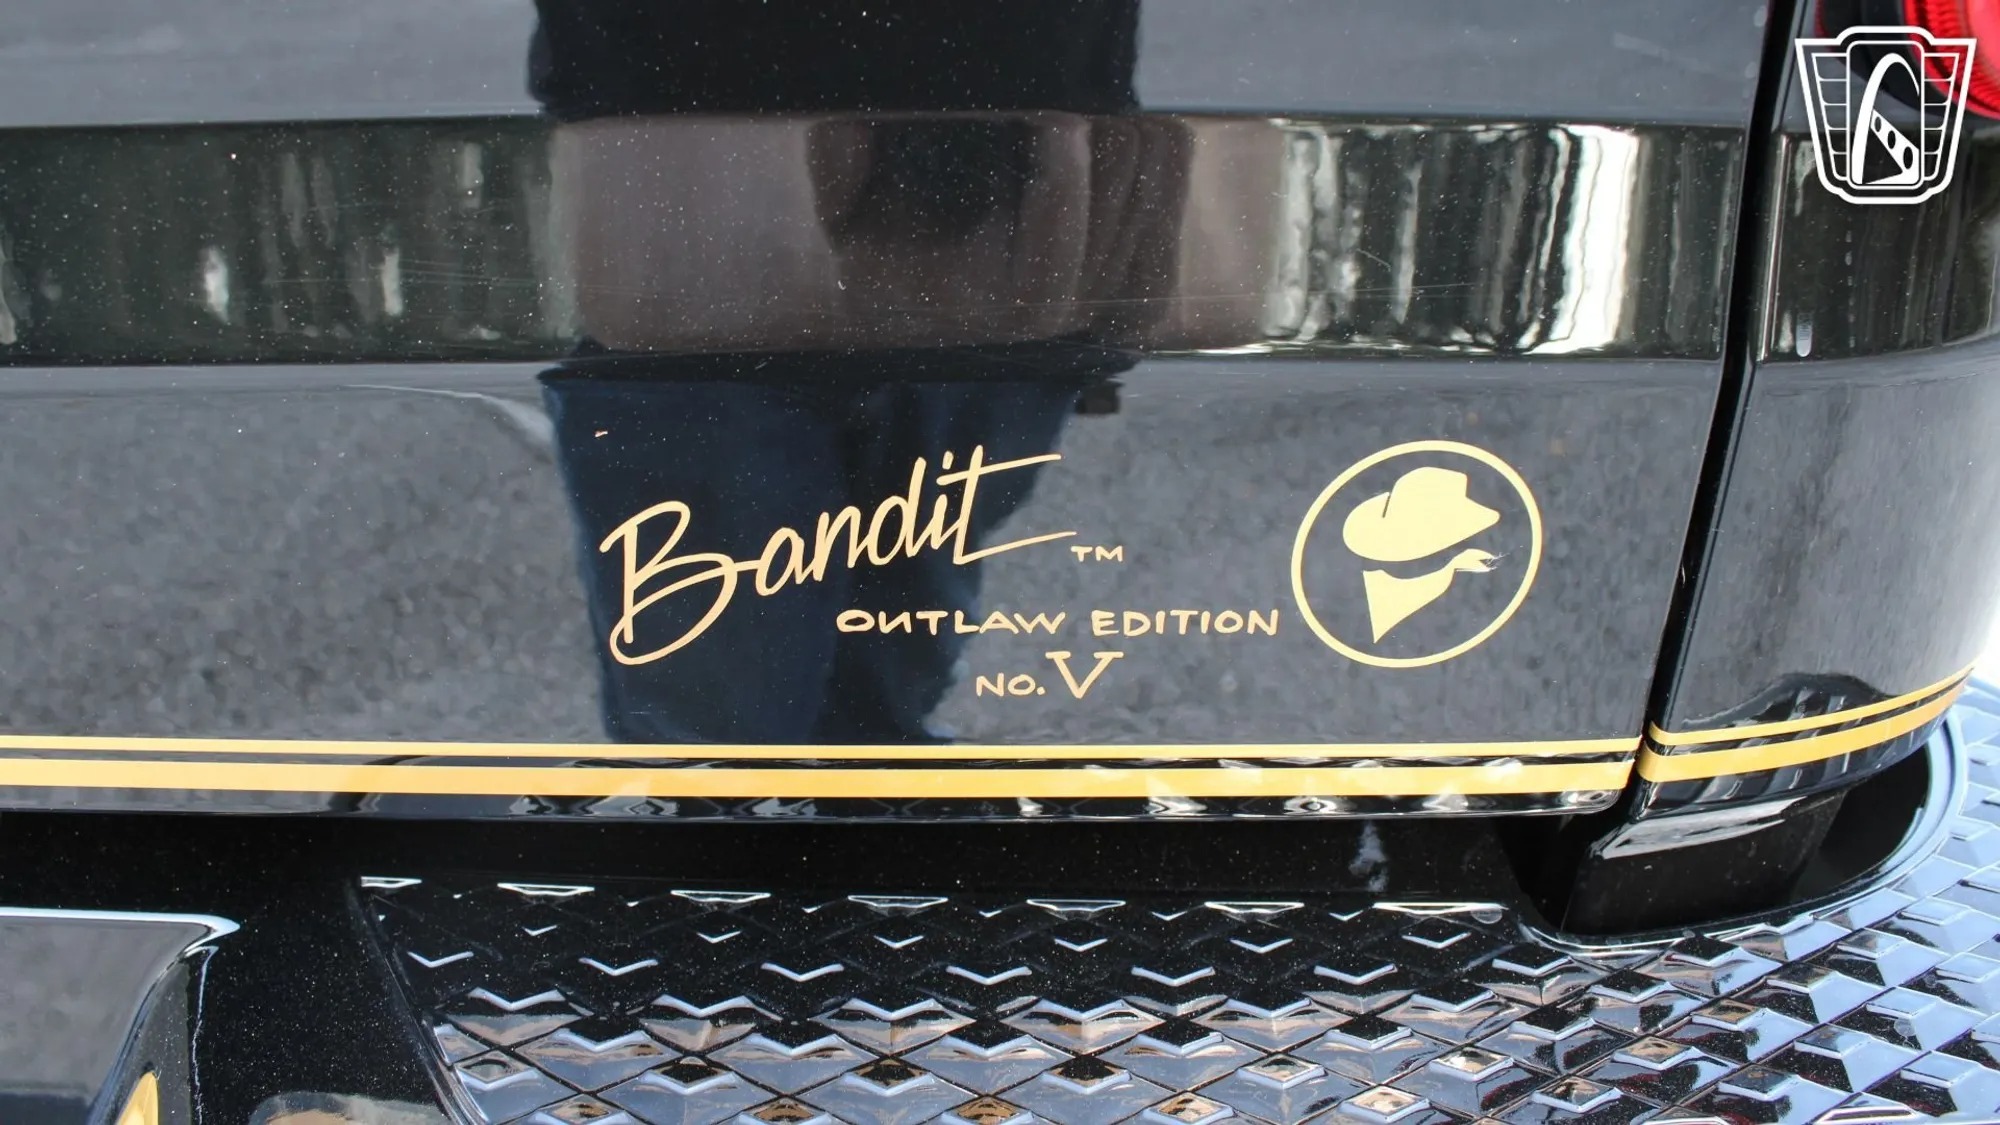 Bandit™
OUTLAW EDITION
NO. V